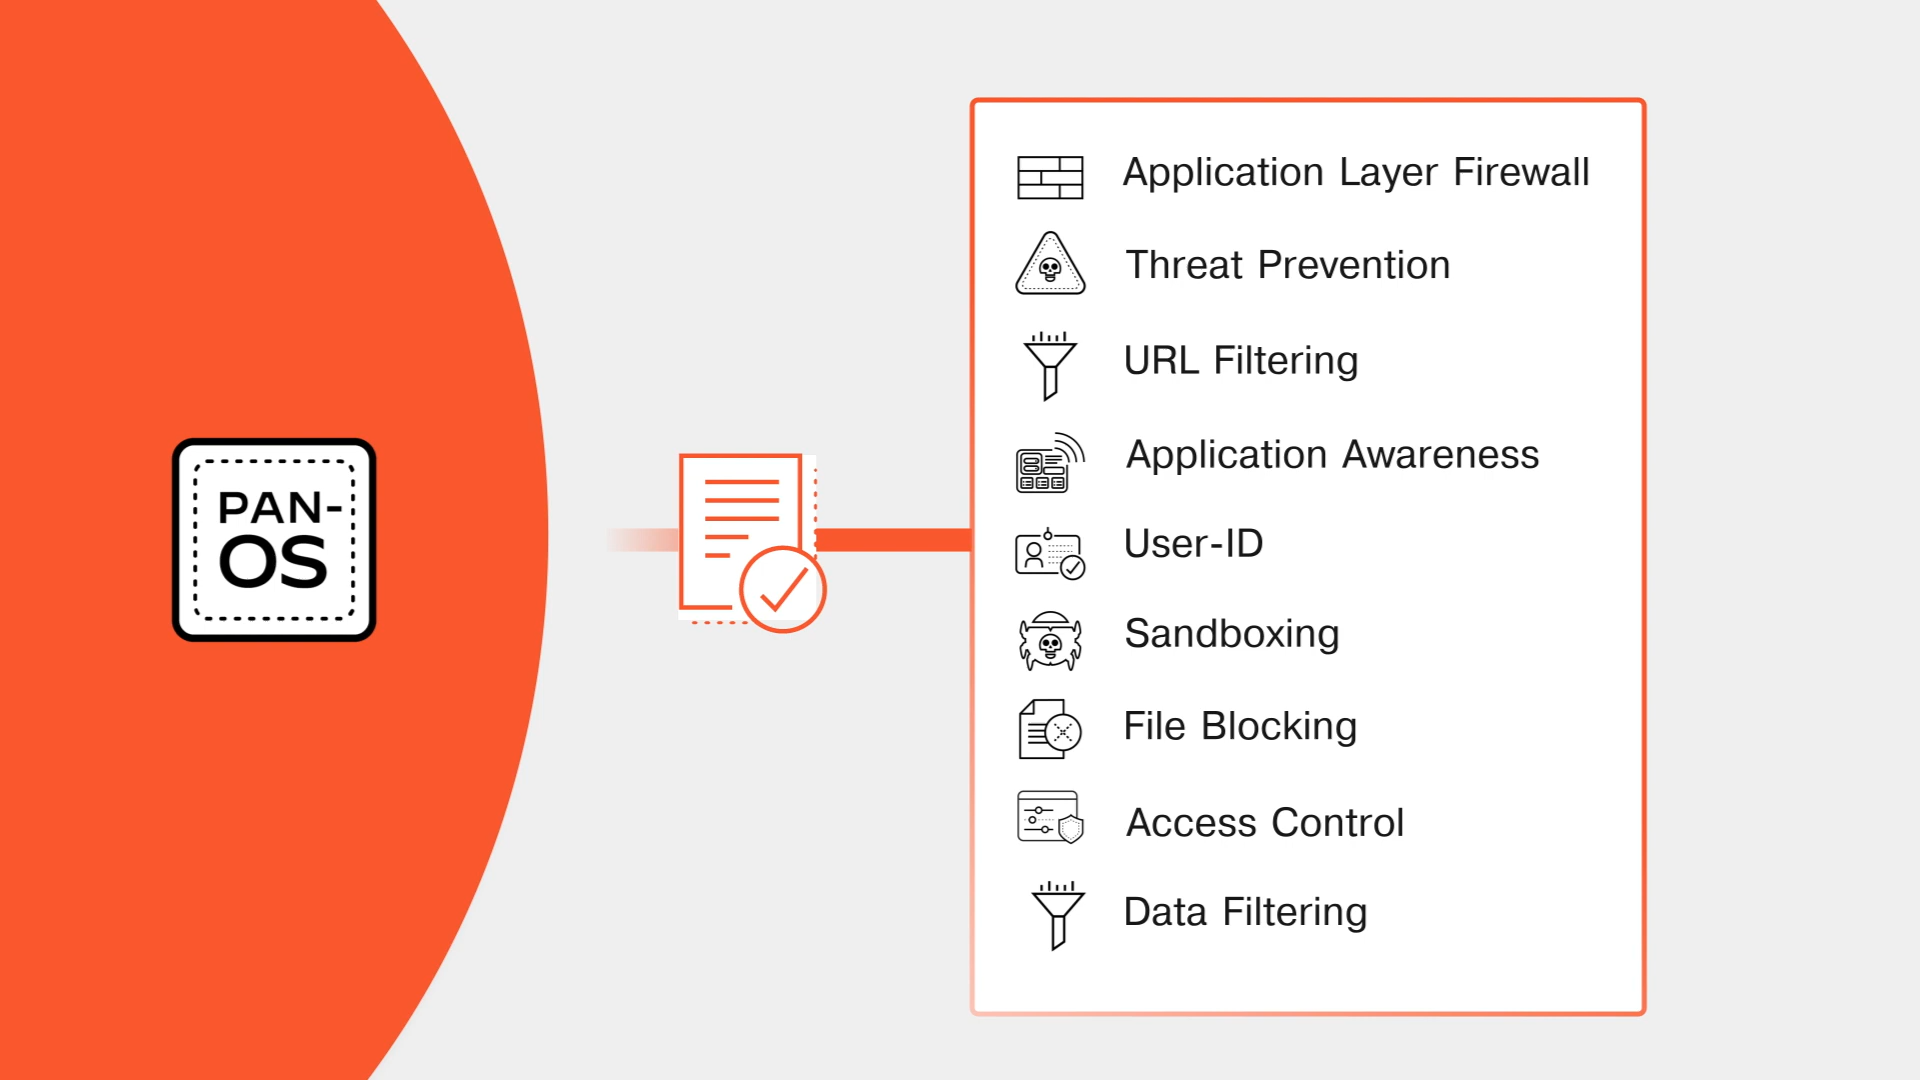 PAN-
OS
Application Layer Firewall
Threat Prevention
URL Filtering
Application Awareness
User-ID
Sandboxing
File Blocking
Access Control
Data Filtering